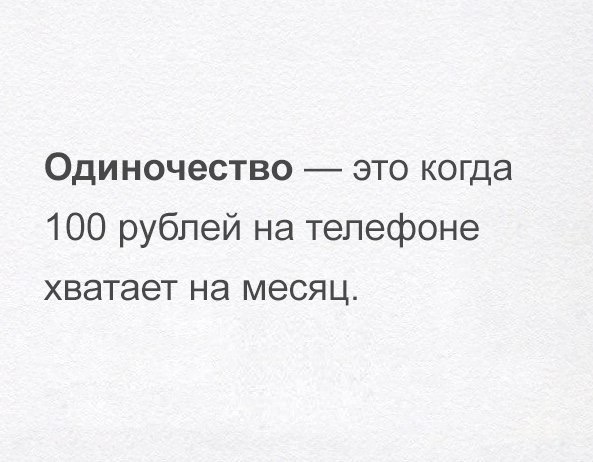 Одиночество — это когда
100 рублей на телефоне
хватает на месяц.